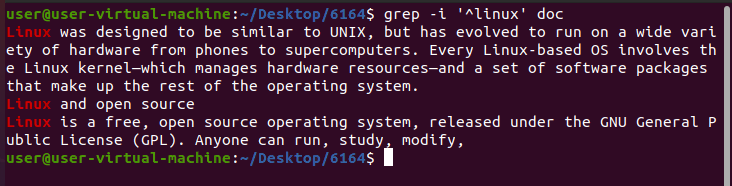 user@user-virtual-machine:~/Desktop/6164$ grep -i '^linux' doc
Linux was designed to be similar to UNIX, but has evolved to run on a wide vari
ety of hardware from phones to supercomputers. Every Linux-based OS involves th
e Linux kernel—which manages hardware resources—and a set of software packages
that make up the rest of the operating system.
Linux and open source
Linux is a free, open source operating system, released under the GNU General P
ublic License (GPL). Anyone can run, study, modify,
user@user-virtual-machine:~/Desktop/6164$